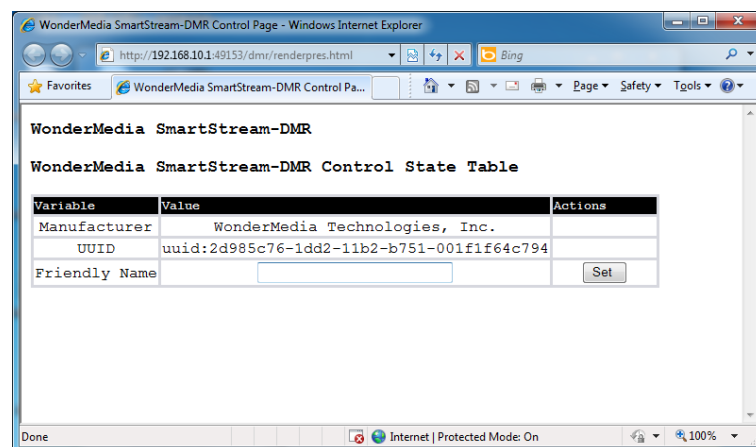 WonderMedia SmartStream-DMR Control Page - Windows Internet Explorer
http://192.168.10.1:49153/dmr/renderpres.html
Bing
Favorites
WonderMedia SmartStream-DMR Control Pa...
Page
Safety
Tools
WonderMedia SmartStream-DMR
WonderMedia SmartStream-DMR Control State Table
Variable Value Actions
Manufacturer WonderMedia Technologies, Inc.
UUID uuid:2d985c76-1dd2-11b2-b751-001f1f64c794
Friendly Name Set
Done Internet | Protected Mode: On 100%